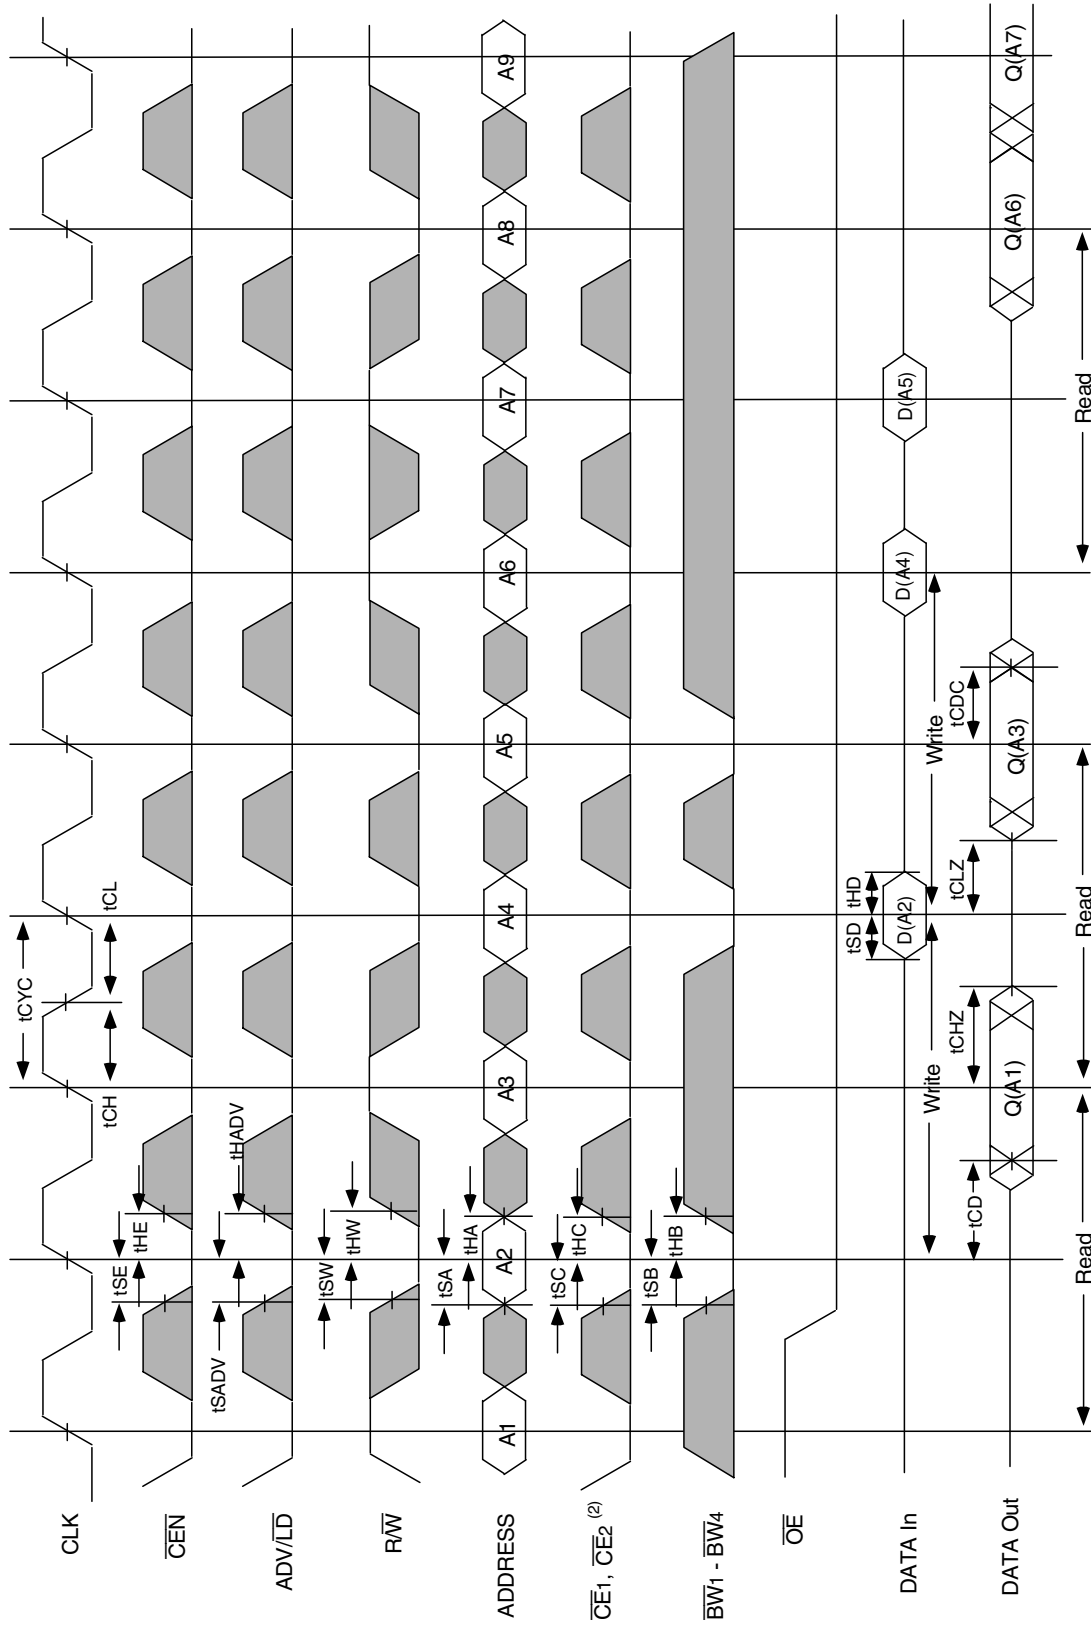 CLK
tCYC
tCH
tCL
CEN
tSE
tHE
ADV/LD
tSADV
tHADV
R/W
tSW
tHW
ADDRESS
A1
A2
A3
A4
A5
A6
A7
A8
A9
tSA
tHA
CE1, CE2 (2)
tSC
tHC
BW1 - BW4
tSB
tHB
OE
DATA In
tSD
tHD
D(A2)
D(A4)
D(A5)
Write
Write
DATA Out
tCD
tCHZ
tCLZ
tCDC
Q(A1)
Q(A3)
Q(A6)
Q(A7)
Read
Read
Read